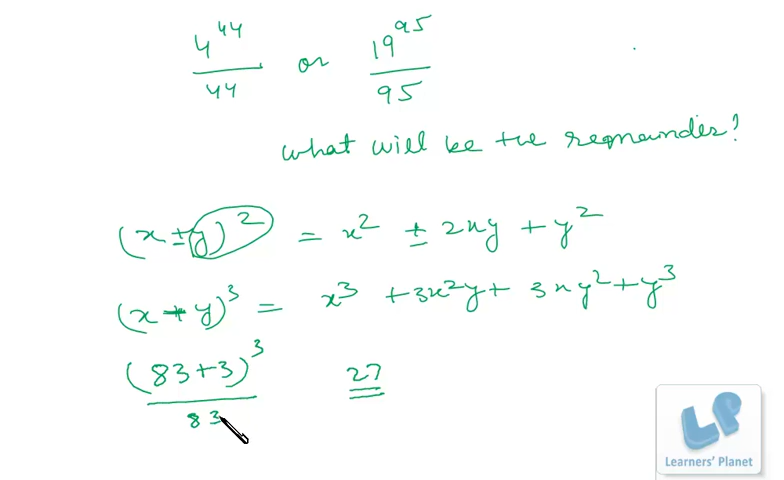 4^44/44 or 19^95/95
what will be the remainder?
(x ± y)^2 = x^2 ± 2xy + y^2
(x + y)^3 = x^3 + 3x^2y + 3xy^2 + y^3
(83+3)^3/83 27
LP
Learners' Planet